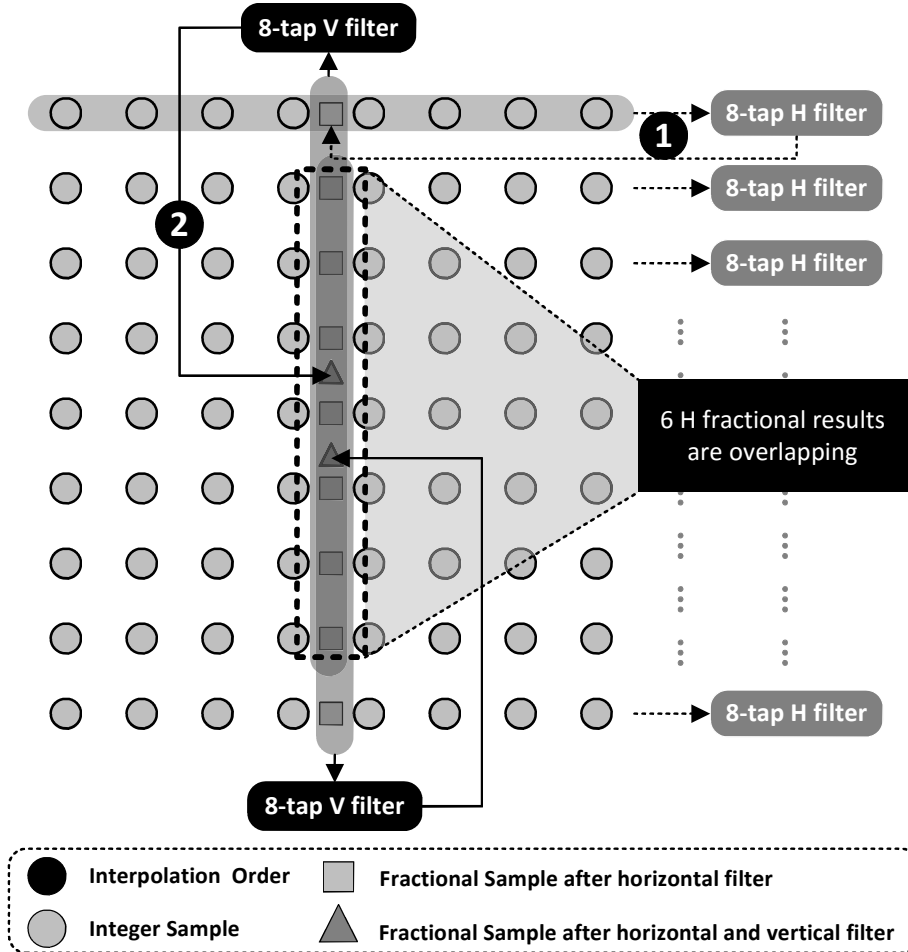 8-tap V filter
8-tap H filter
1
8-tap H filter
2
8-tap H filter
6 H fractional results
are overlapping
8-tap H filter
8-tap V filter
Interpolation Order
Fractional Sample after horizontal filter
Integer Sample
Fractional Sample after horizontal and vertical filter